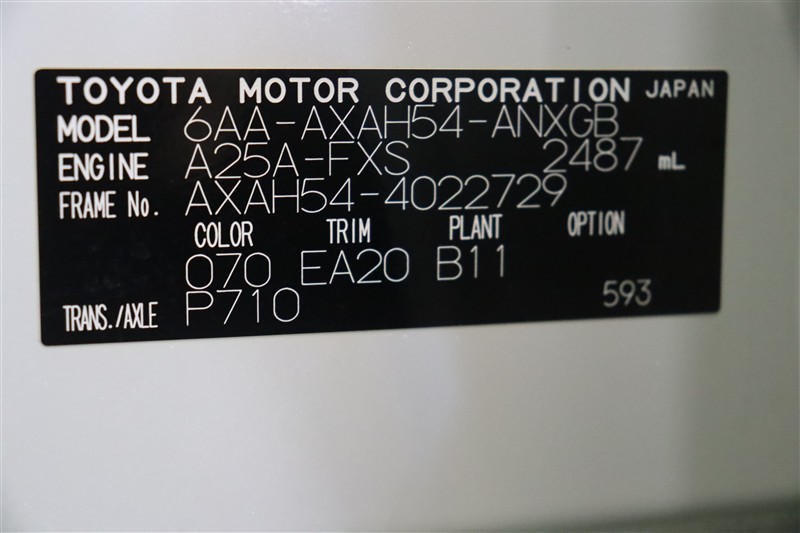 TOYOTA MOTOR CORPORATION JAPAN
MODEL 6AA-AXAH54-ANXGB
ENGINE A25A-FXS 2487 mL
FRAME No. AXAH54-4022729
COLOR TRIM PLANT OPTION
070 EA20 B11
TRANS./AXLE P710 593